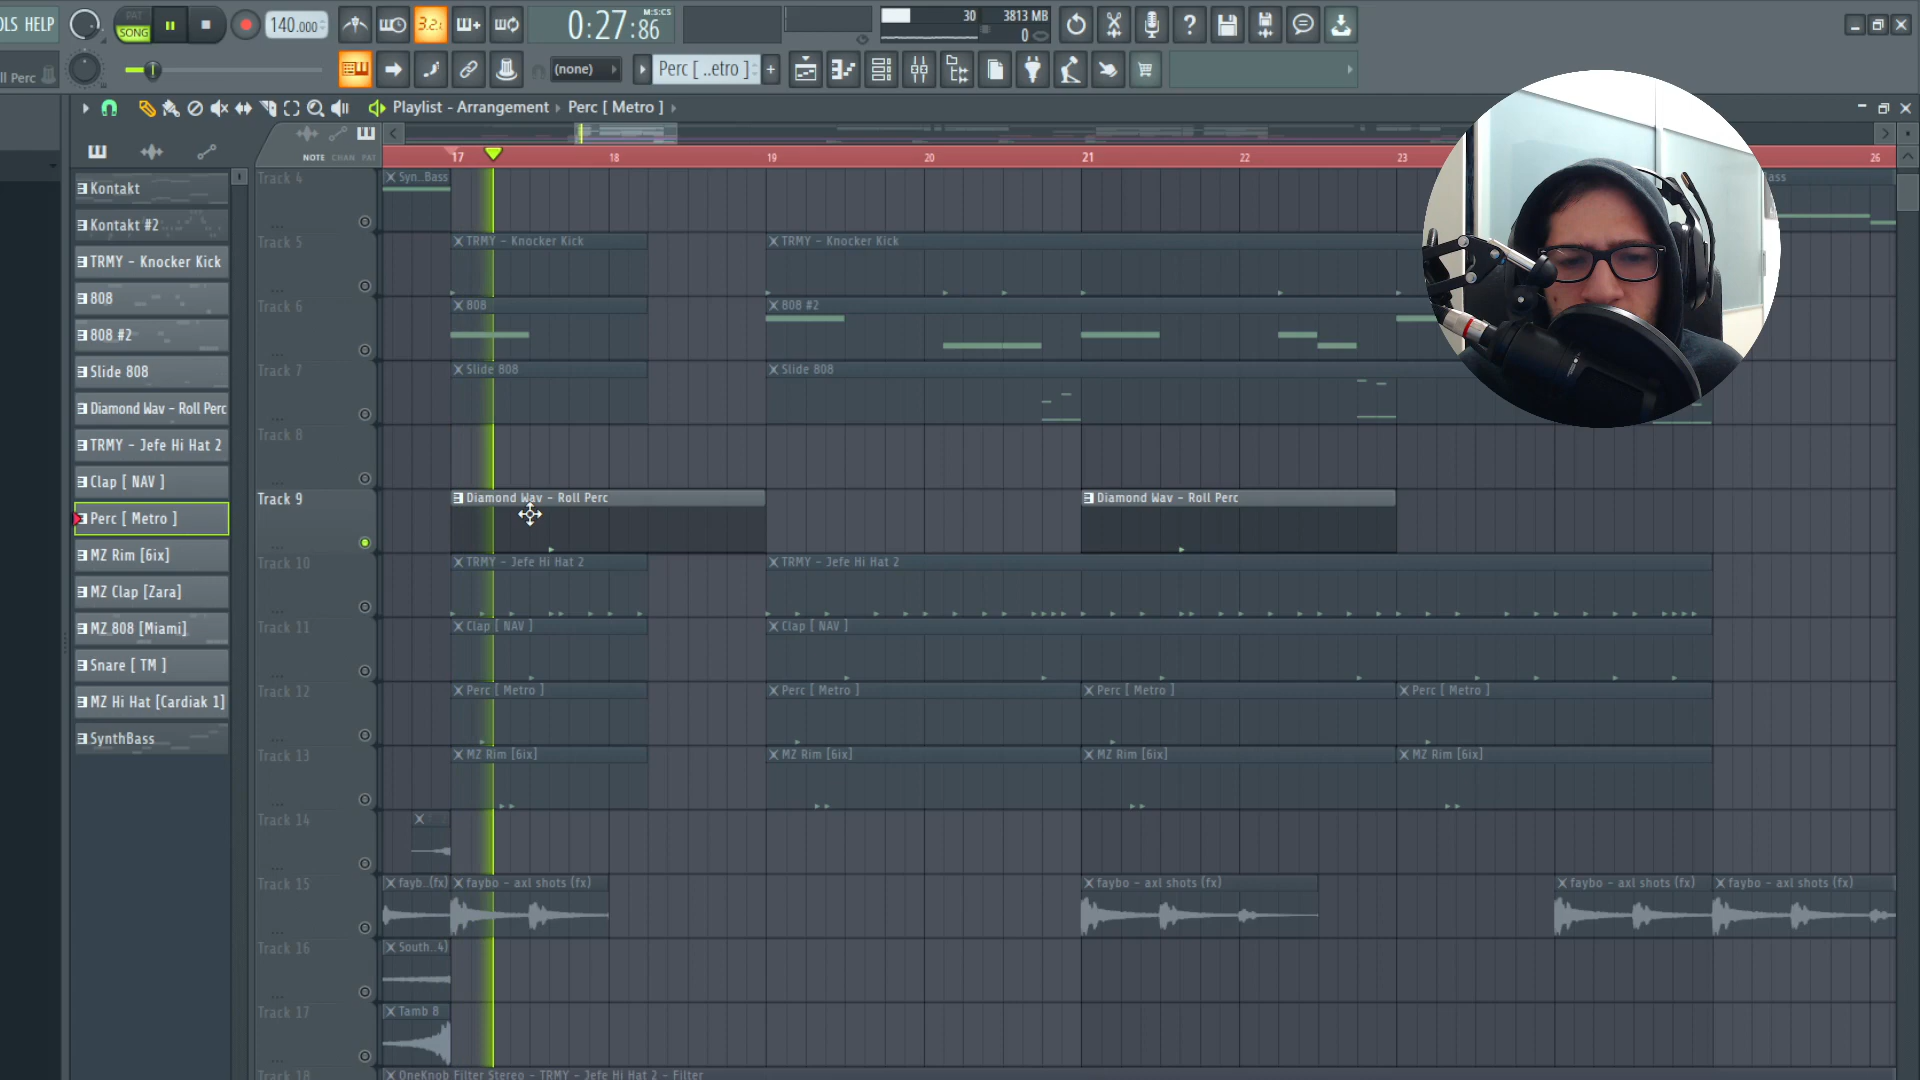 OLS HELP
PAT
SONG
140.000
3.2:
0:27:86
M:S:CS
30
3813 MB
0
ll Perc
(none)
Perc [ ..etro ]
Playlist - Arrangement
Perc [ Metro ]
NOTE CHAN PAT
17 18 19 20 21 22 23 26
Kontakt
Kontakt #2
TRMY - Knocker Kick
808
808 #2
Slide 808
Diamond Wav - Roll Perc
TRMY - Jefe Hi Hat 2
Clap [ NAV ]
Perc [ Metro ]
MZ Rim [6ix]
MZ Clap [Zara]
MZ 808 [Miami]
Snare [ TM ]
MZ Hi Hat [Cardiak 1]
SynthBass
Track 4
Syn..Bass
ass
Track 5
TRMY - Knocker Kick
TRMY - Knocker Kick
Track 6
808
808 #2
Track 7
Slide 808
Slide 808
Track 8
Track 9
Diamond Wav - Roll Perc
Diamond Wav - Roll Perc
Track 10
TRMY - Jefe Hi Hat 2
TRMY - Jefe Hi Hat 2
Track 11
Clap [ NAV ]
Clap [ NAV ]
Track 12
Perc [ Metro ]
Perc [ Metro ]
Perc [ Metro ]
Perc [ Metro ]
Track 13
MZ Rim [6ix]
MZ Rim [6ix]
MZ Rim [6ix]
MZ Rim [6ix]
Track 14
Track 15
fayb..(fx)
faybo - axl shots (fx)
faybo - axl shots (fx)
faybo - axl shots (fx)
faybo - axl shots (fx)
Track 16
South..4)
Track 17
Tamb 8
Track 18
OneKnob Filter Stereo - TRMY - Jefe Hi Hat 2 - Filter